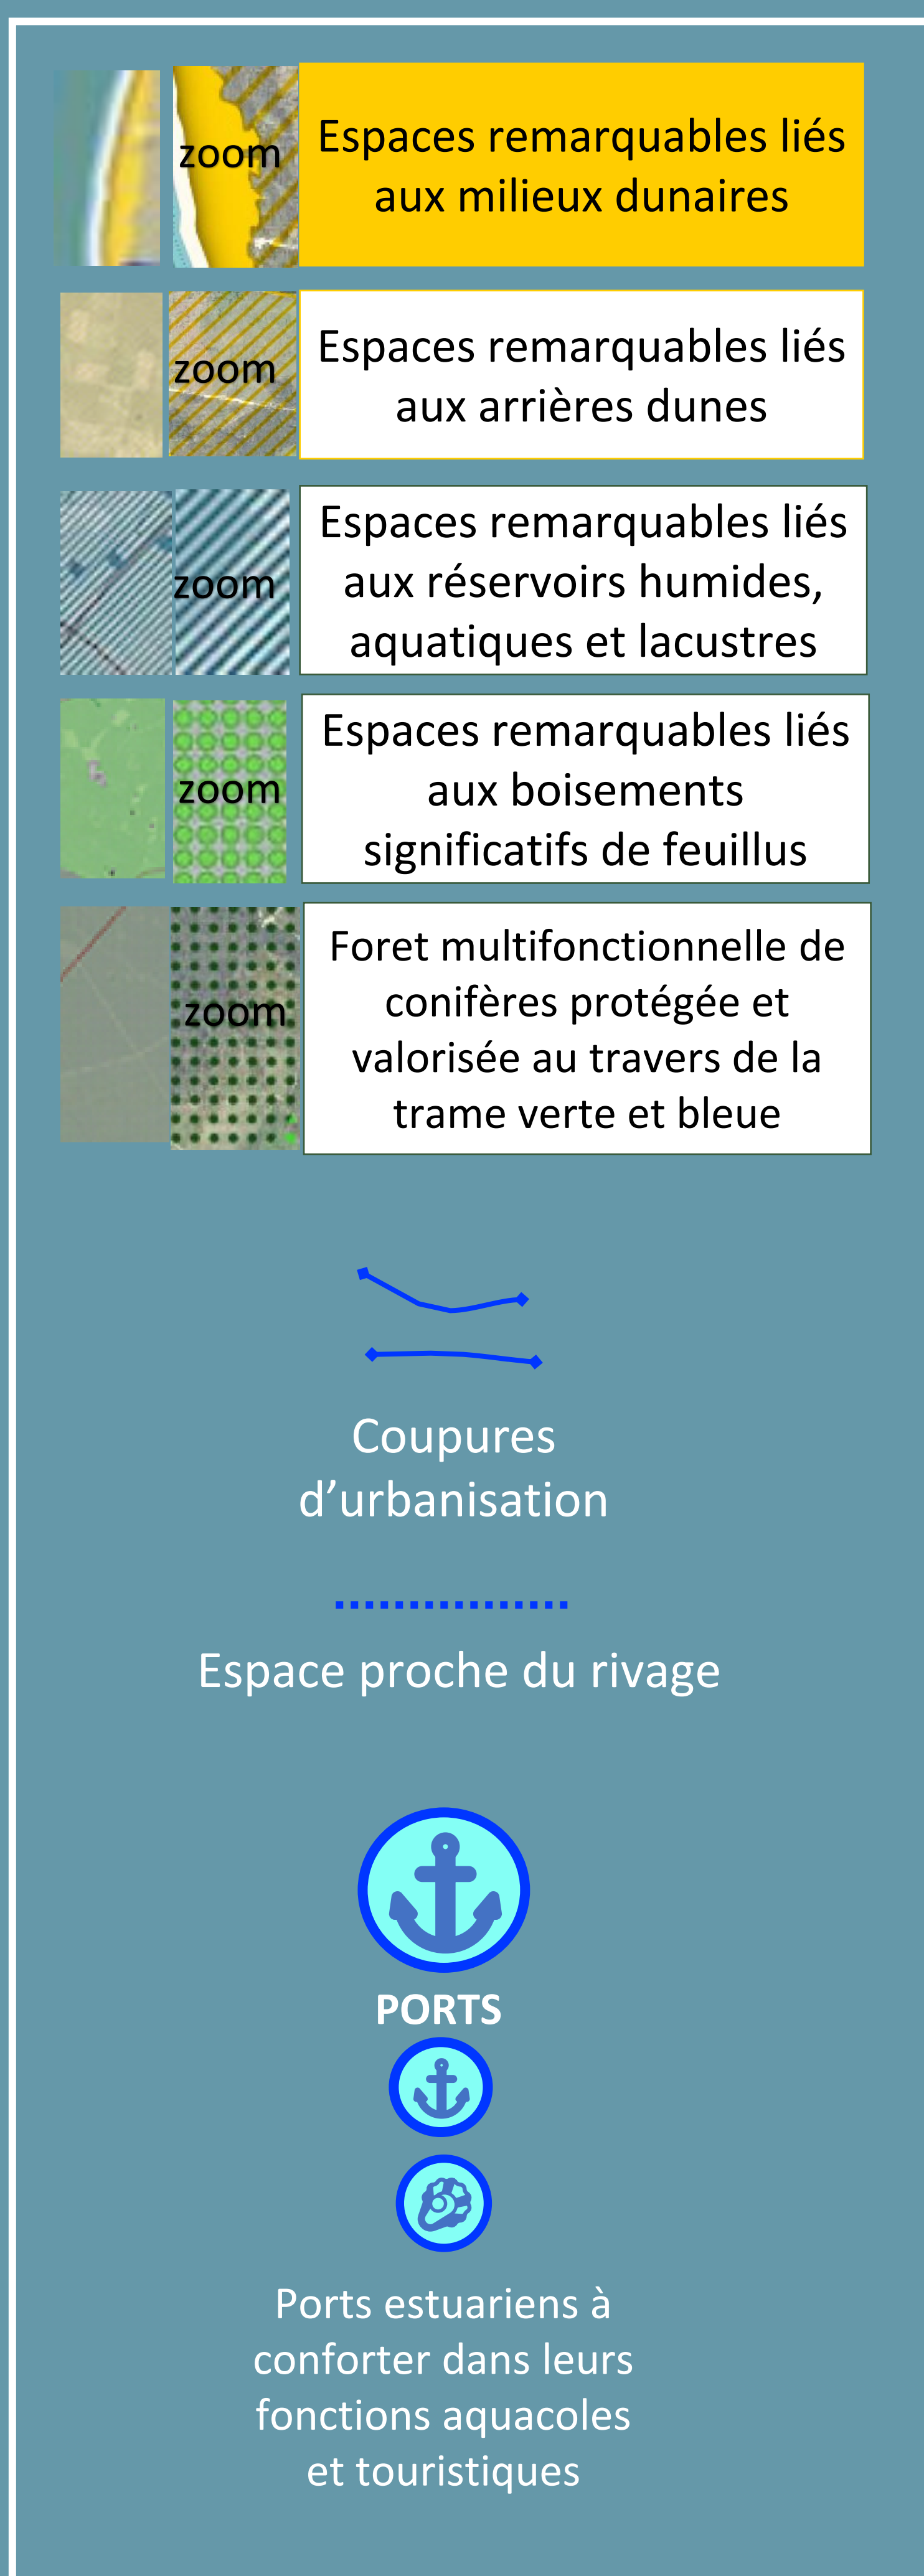 zoom
Espaces remarquables liés
aux milieux dunaires
zoom
Espaces remarquables liés
aux arrières dunes
zoom
Espaces remarquables liés
aux réservoirs humides,
aquatiques et lacustres
zoom
Espaces remarquables liés
aux boisements
significatifs de feuillus
zoom
Foret multifonctionnelle de
conifères protégée et
valorisée au travers de la
trame verte et bleue
Coupures
d’urbanisation
Espace proche du rivage
PORTS
Ports estuariens à
conforter dans leurs
fonctions aquacoles
et touristiques